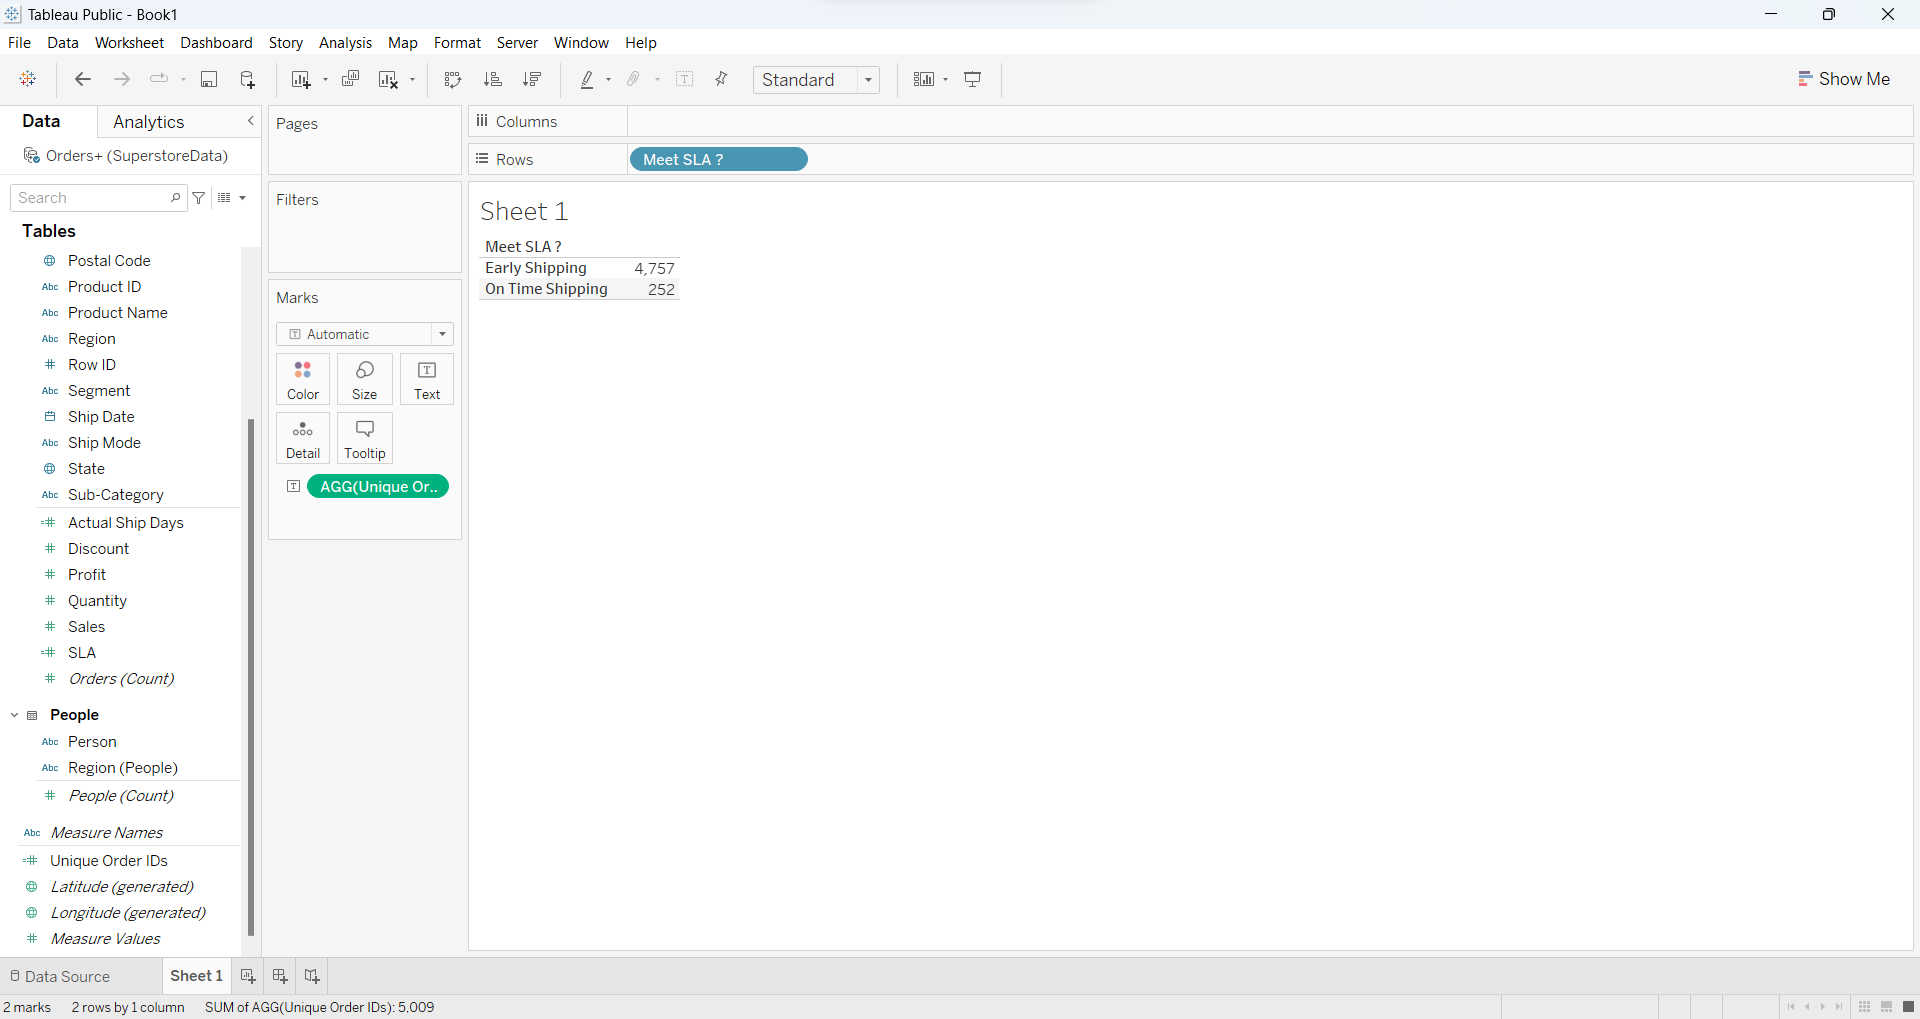 Tableau Public - Book1
File Data Worksheet Dashboard Story Analysis Map Format Server Window Help
Standard
Show Me
Data
Analytics
Orders+ (SuperstoreData)
Search
Tables
Postal Code
Abc Product ID
Abc Product Name
Abc Region
# Row ID
Abc Segment
Ship Date
Abc Ship Mode
State
Abc Sub-Category
=# Actual Ship Days
# Discount
# Profit
# Quantity
# Sales
=# SLA
# Orders (Count)
People
Abc Person
Abc Region (People)
# People (Count)
Abc Measure Names
=# Unique Order IDs
Latitude (generated)
Longitude (generated)
# Measure Values
Pages
Filters
Marks
T Automatic
Color
Size
T Text
Detail
Tooltip
T AGG(Unique Or..
Columns
Rows
Meet SLA ?
Sheet 1
Meet SLA ?
Early Shipping 4,757
On Time Shipping 252
Data Source
Sheet 1
2 marks 2 rows by 1 column SUM of AGG(Unique Order IDs): 5,009